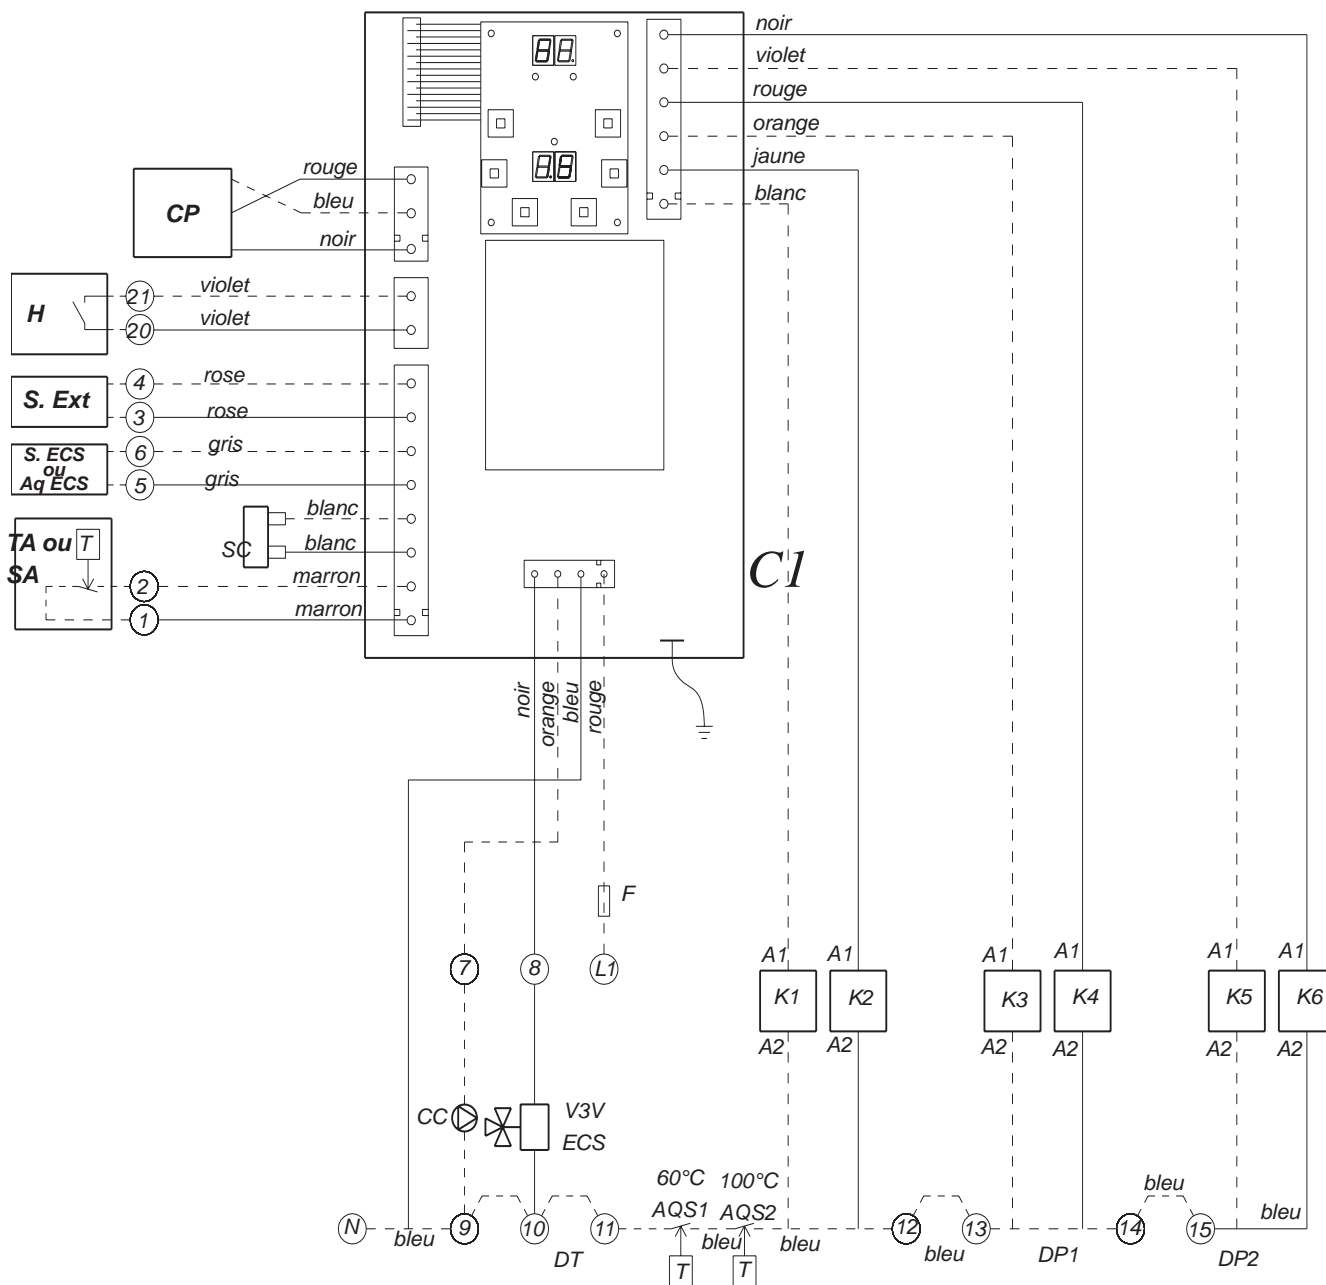 noir
violet
rouge
orange
jaune
blanc
88.
8.8
CP
rouge
bleu
noir
H
21
violet
20
violet
S. Ext
4
rose
3
rose
S. ECS
ou
Aq ECS
6
gris
5
gris
SC
blanc
blanc
TA ou T
SA
2
marron
1
marron
C1
noir
orange
bleu
rouge
F
7
8
L1
A1
A1
A1
A1
A1
A1
K1
K2
K3
K4
K5
K6
A2
A2
A2
A2
A2
A2
CC
V3V
ECS
60°C
100°C
AQS1
AQS2
bleu
N
bleu
9
10
11
bleu
bleu
12
bleu
13
14
15
bleu
DT
T
T
DP1
DP2